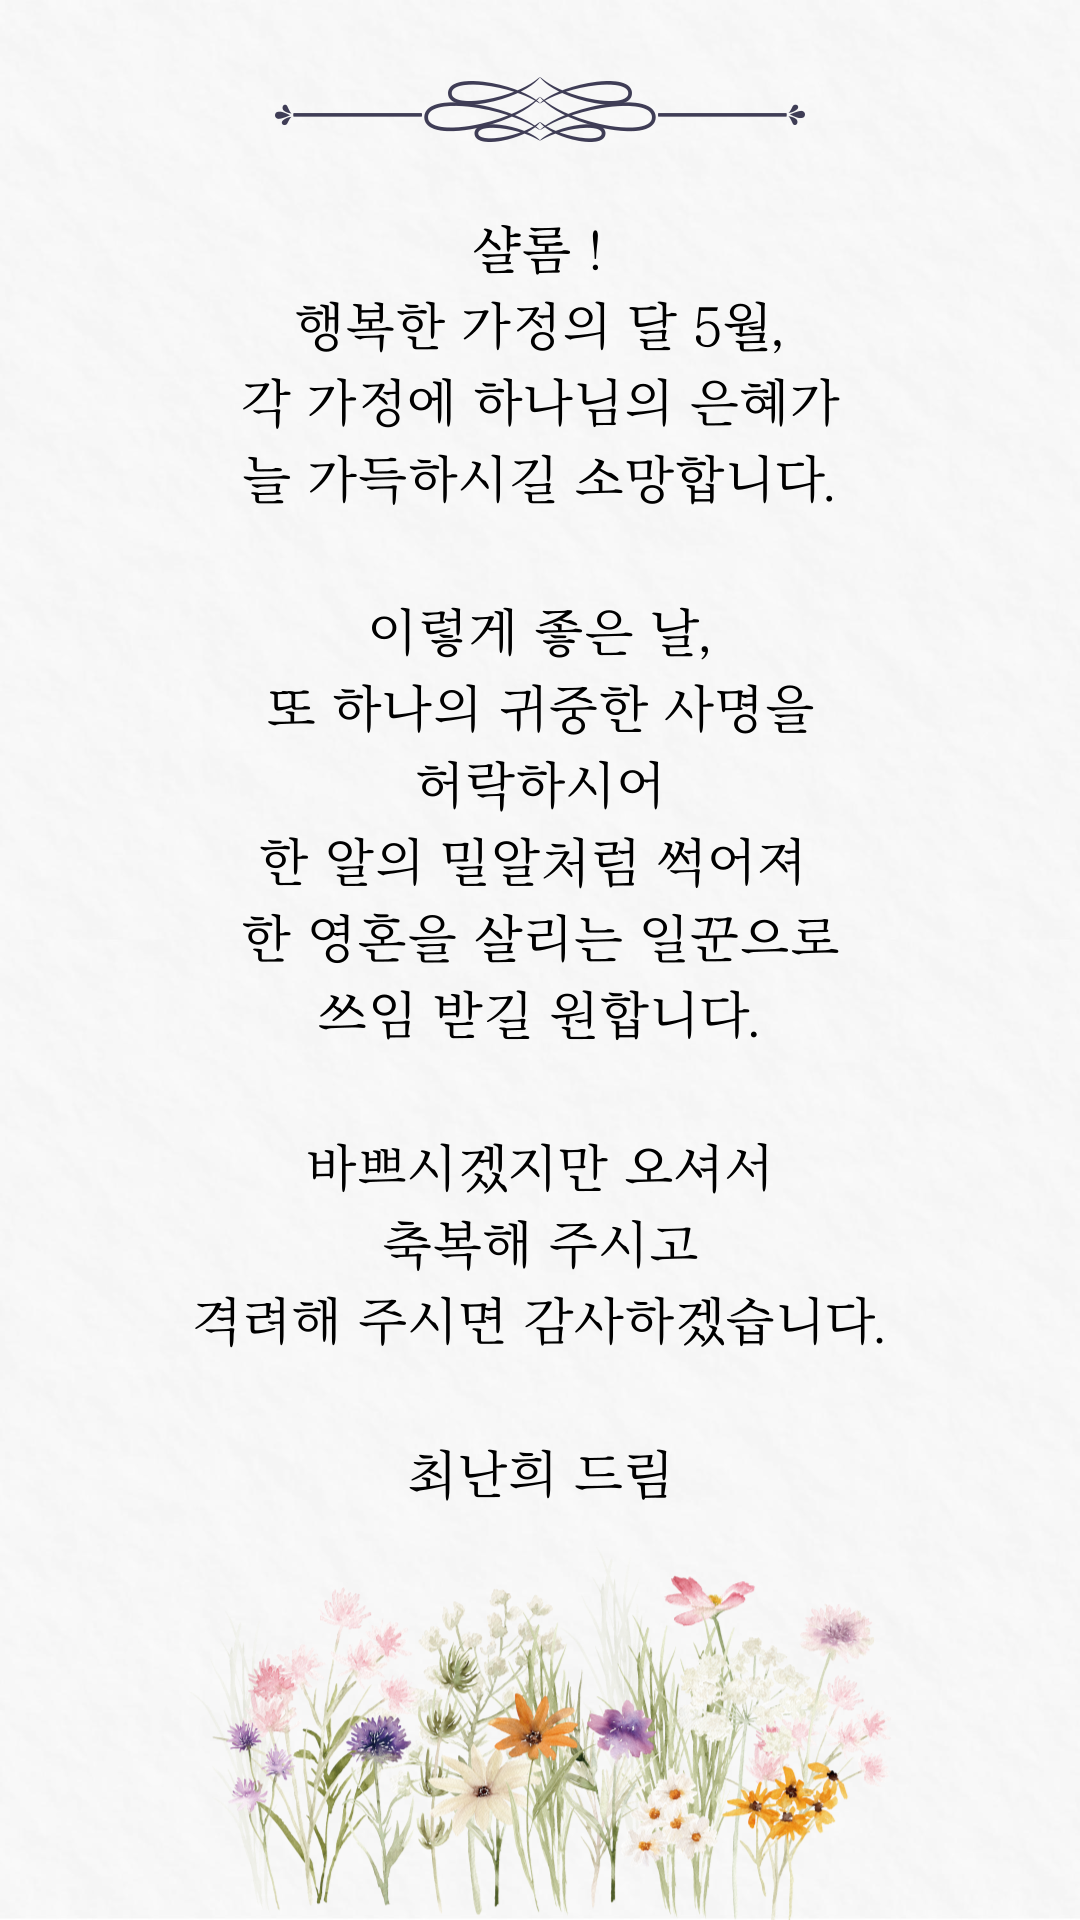 샬롬 !
행복한 가정의 달 5월,
각 가정에 하나님의 은혜가
늘 가득하시길 소망합니다.
이렇게 좋은 날,
또 하나의 귀중한 사명을
허락하시어
한 알의 밀알처럼 썩어져
한 영혼을 살리는 일꾼으로
쓰임 받길 원합니다.
바쁘시겠지만 오셔서
축복해 주시고
격려해 주시면 감사하겠습니다.
최난희 드림